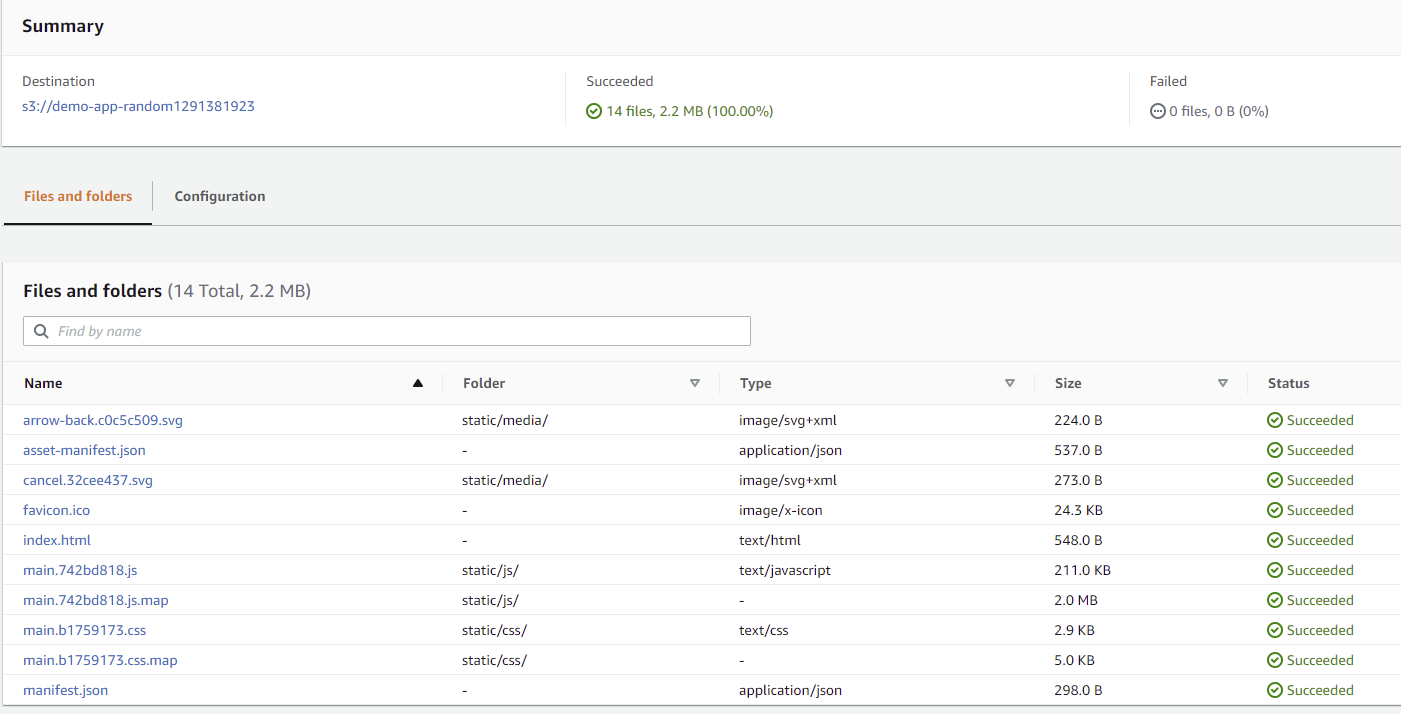 Summary
Destination Succeeded Failed
s3://demo-app-random1291381923 14 files, 2.2 MB (100.00%) 0 files, 0 B (0%)
Files and folders Configuration
Files and folders (14 Total, 2.2 MB)
Find by name
Name Folder Type Size Status
arrow-back.c0c5c509.svg static/media/ image/svg+xml 224.0 B Succeeded
asset-manifest.json - application/json 537.0 B Succeeded
cancel.32cee437.svg static/media/ image/svg+xml 273.0 B Succeeded
favicon.ico - image/x-icon 24.3 KB Succeeded
index.html - text/html 548.0 B Succeeded
main.742bd818.js static/js/ text/javascript 211.0 KB Succeeded
main.742bd818.js.map static/js/ - 2.0 MB Succeeded
main.b1759173.css static/css/ text/css 2.9 KB Succeeded
main.b1759173.css.map static/css/ - 5.0 KB Succeeded
manifest.json - application/json 298.0 B Succeeded